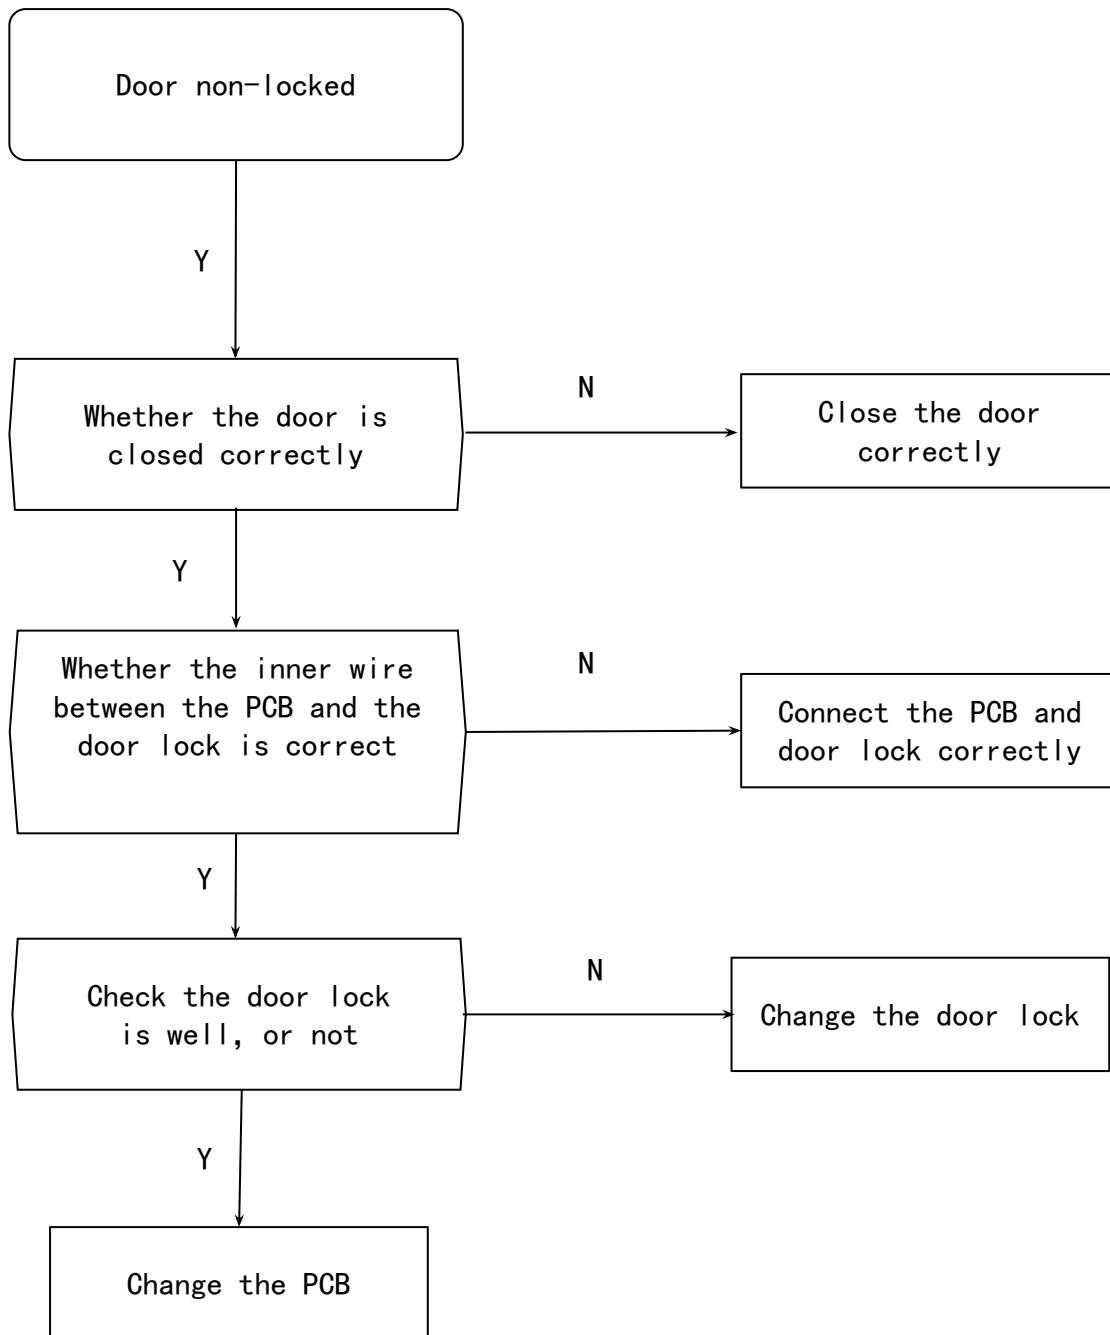 Door non-locked
Y
Whether the door is
closed correctly
N
Close the door
correctly
Y
Whether the inner wire
between the PCB and the
door lock is correct
N
Connect the PCB and
door lock correctly
Y
Check the door lock
is well, or not
N
Change the door lock
Y
Change the PCB